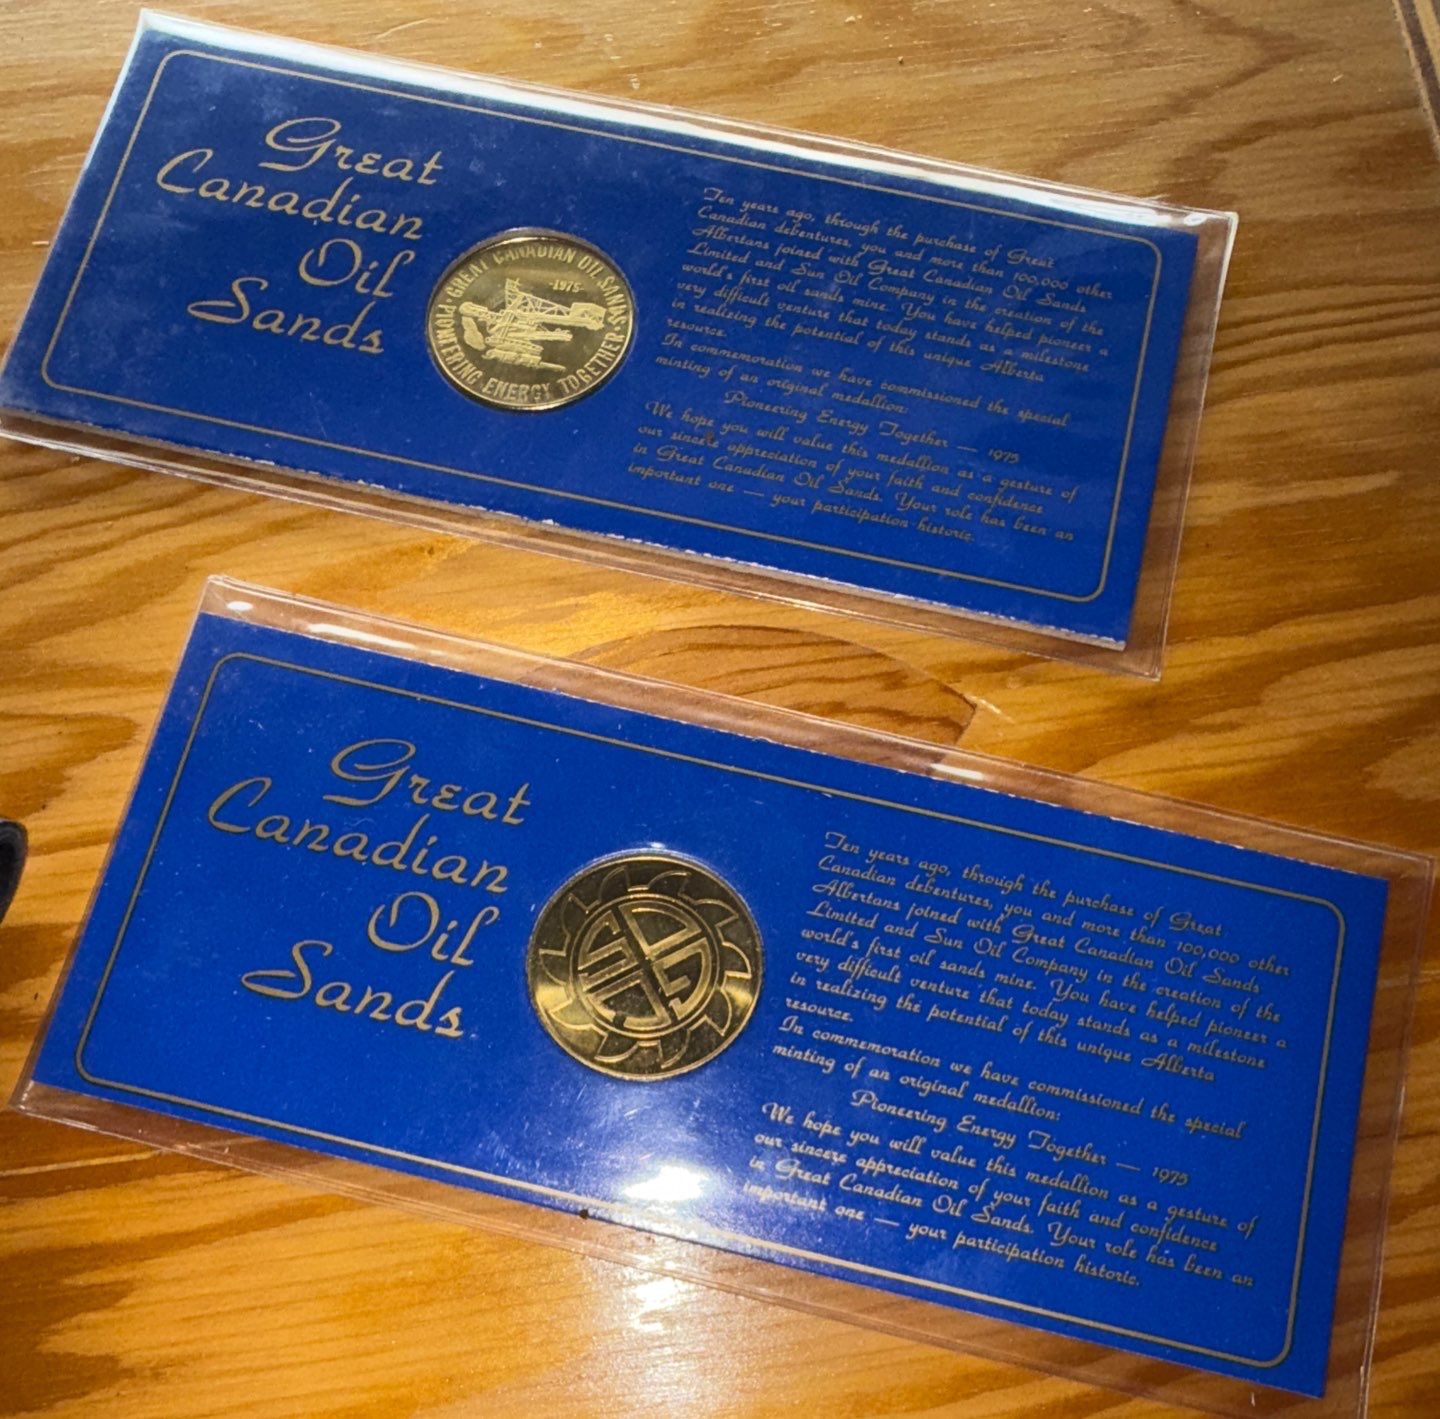 Great
Canadian
Oil
Sands
GREAT CANADIAN OIL SANDS
-1975-
PIONEERING ENERGY TOGETHER
Ten years ago, through the purchase of Great
Canadian debentures, you and more than 100,000 other
Albertans joined with Great Canadian Oil Sands
Limited and Sun Oil Company in the creation of the
world's first oil sands mine. You have helped pioneer a
very difficult venture that today stands as a milestone
in realizing the potential of this unique Alberta
resource.
In commemoration we have commissioned the special
minting of an original medallion:
Pioneering Energy Together — 1975
We hope you will value this medallion as a gesture of
our sincere appreciation of your faith and confidence
in Great Canadian Oil Sands. Your role has been an
important one — your participation historic.
Great
Canadian
Oil
Sands
Ten years ago, through the purchase of Great
Canadian debentures, you and more than 100,000 other
Albertans joined with Great Canadian Oil Sands
Limited and Sun Oil Company in the creation of the
world's first oil sands mine. You have helped pioneer a
very difficult venture that today stands as a milestone
in realizing the potential of this unique Alberta
resource.
In commemoration we have commissioned the special
minting of an original medallion:
Pioneering Energy Together — 1975
We hope you will value this medallion as a gesture of
our sincere appreciation of your faith and confidence
in Great Canadian Oil Sands. Your role has been an
important one — your participation historic.